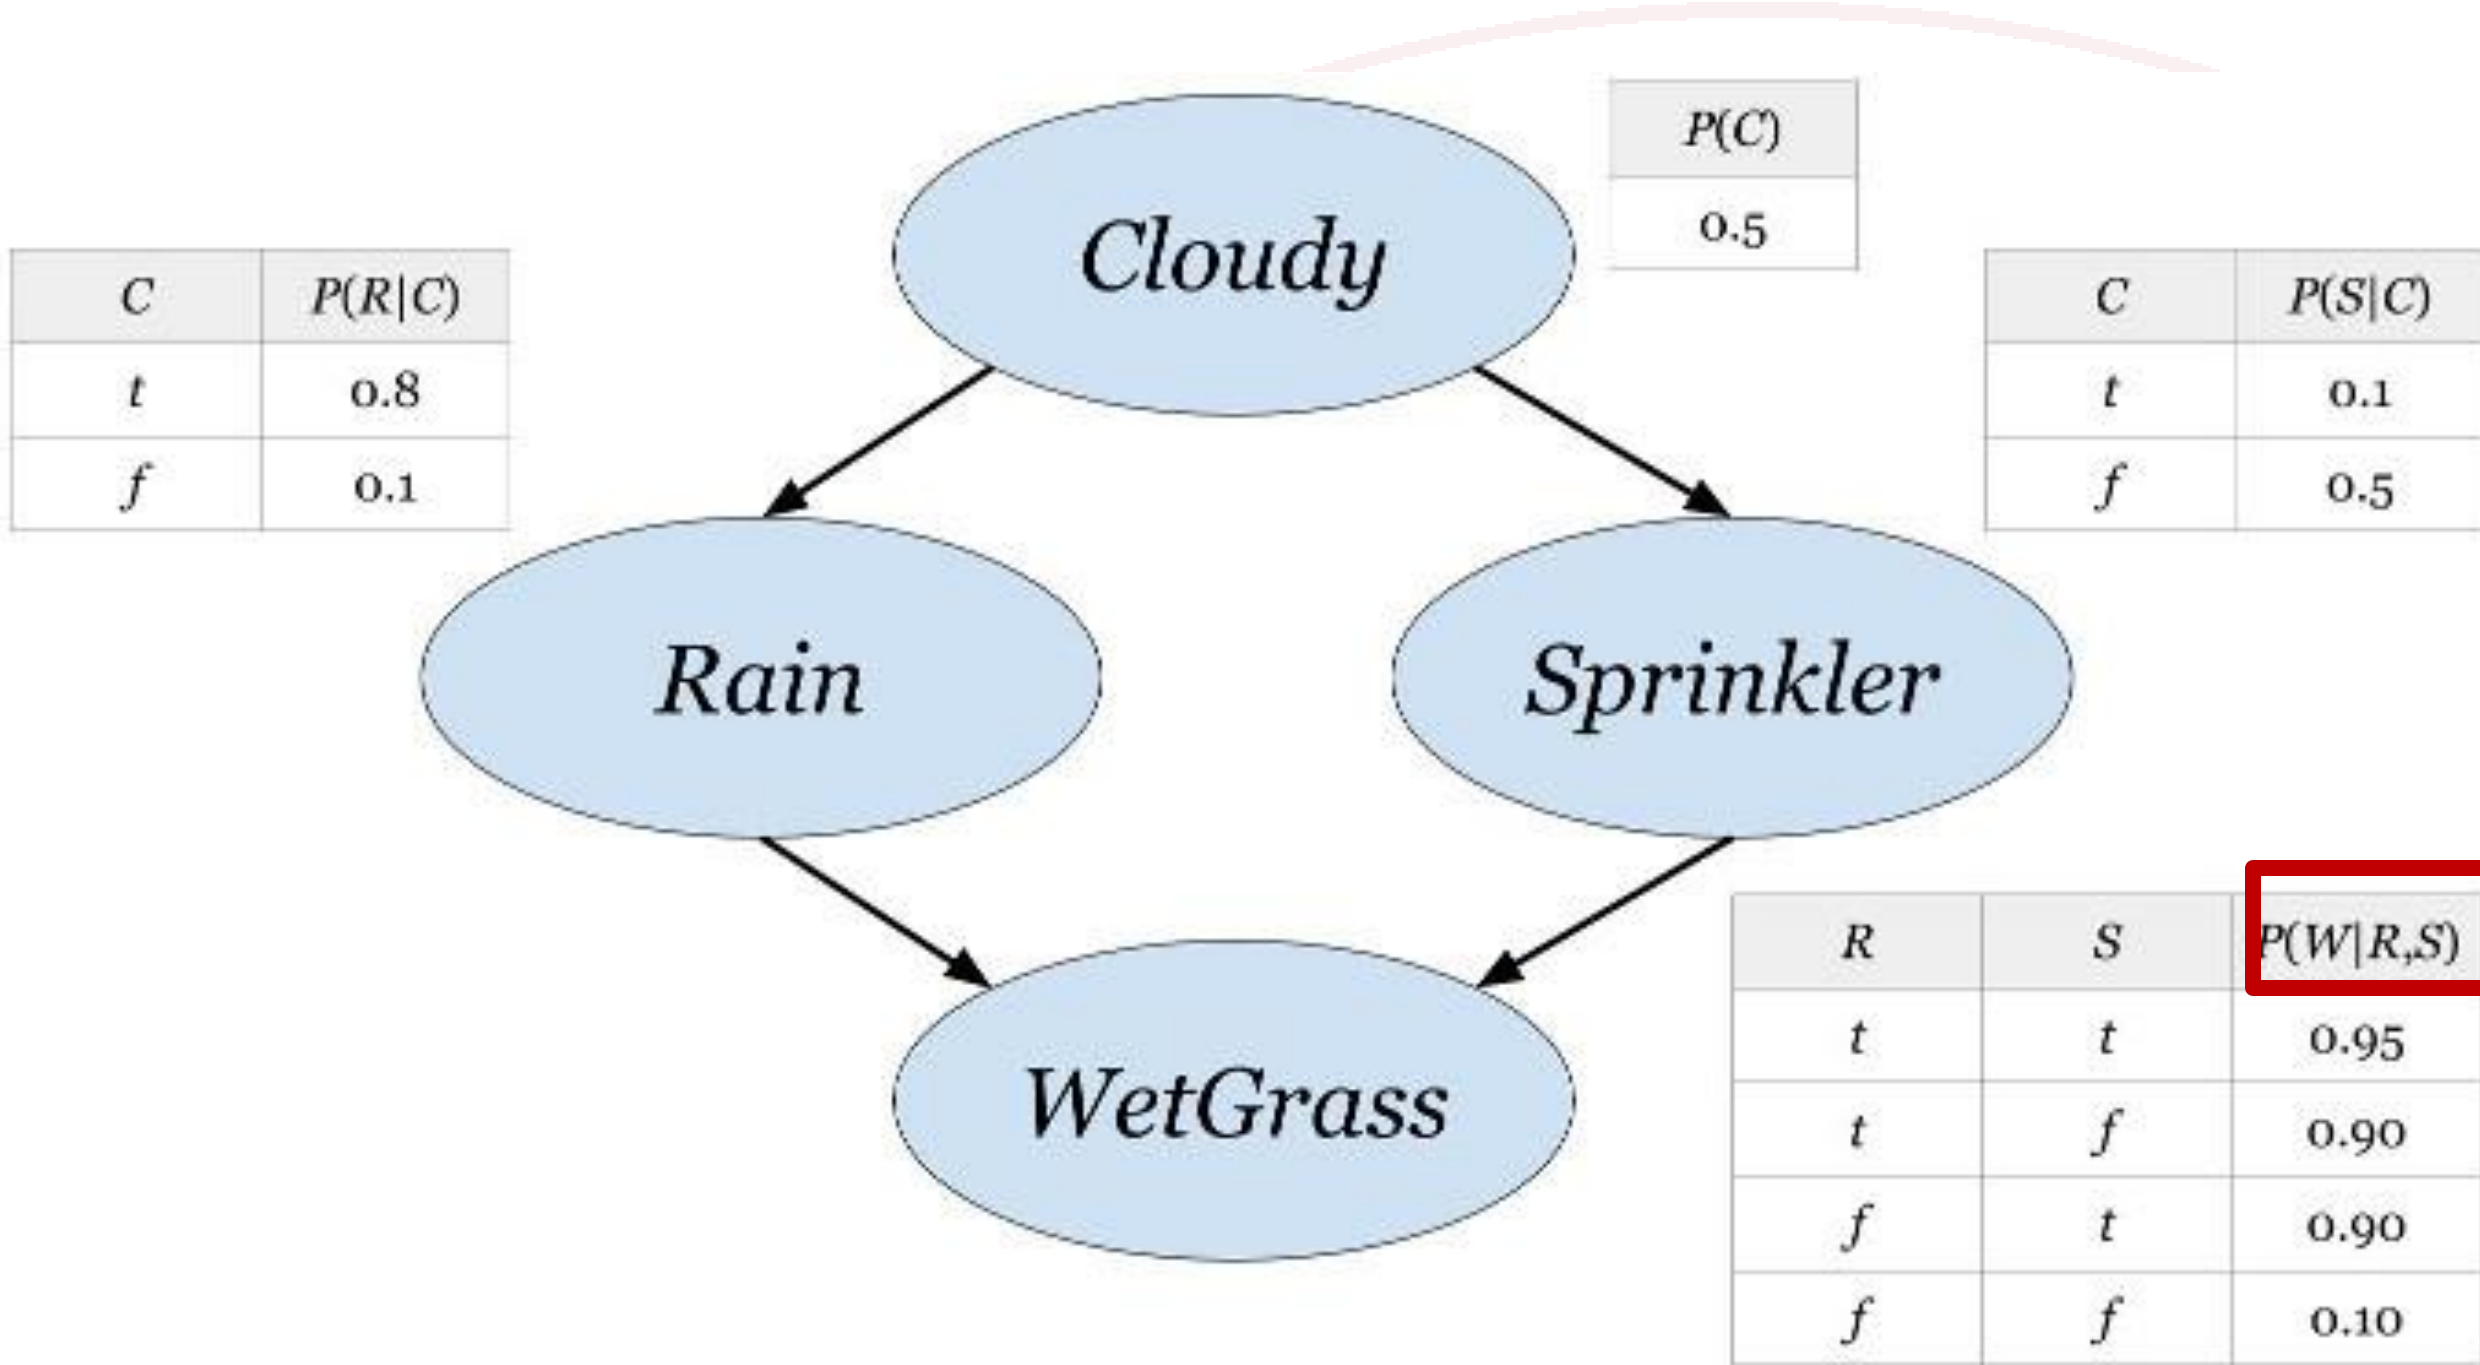 P(C)
0.5
Cloudy
C P(R|C)
t 0.8
f 0.1
C P(S|C)
t 0.1
f 0.5
Rain
Sprinkler
WetGrass
R S P(W|R,S)
t t 0.95
t f 0.90
f t 0.90
f f 0.10